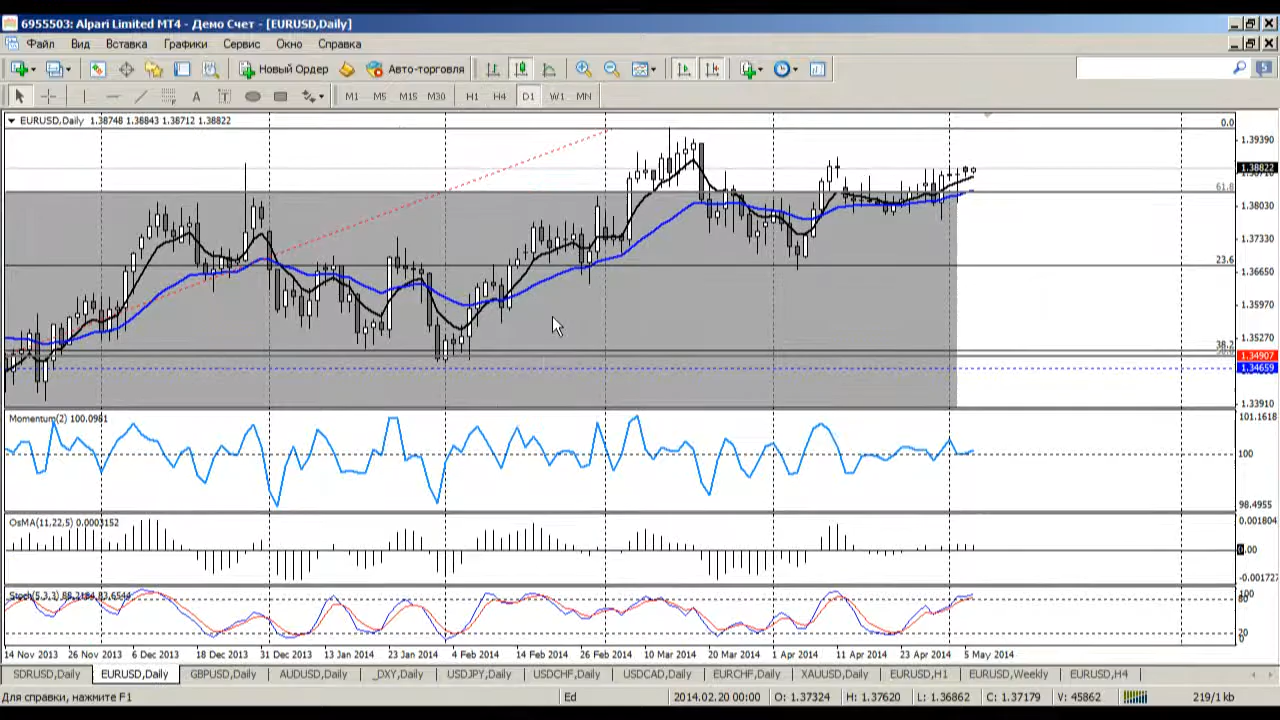 6955503: Alpari Limited MT4 - Демо Счет - [EURUSD,Daily]
Файл Вид Вставка Графики Сервис Окно Справка
Новый Ордер Авто-торговля
A T M1 M5 M15 M30 H1 H4 D1 W1 MN
EURUSD,Daily 1.38748 1.38843 1.38712 1.38822
0.0
1.39390
1.38822
61.8
1.38030
1.37330
23.6
1.36650
1.35970
1.35270
38.2
1.34907
1.34659
1.33910
Momentum(2) 100.0981
101.1618
100
98.4955
OsMA(11,22,5) 0.0003152
0.001804
0.00
-0.001727
Stoch(5,3,3)
100
80
20
0
14 Nov 2013 26 Nov 2013 6 Dec 2013 18 Dec 2013 31 Dec 2013 13 Jan 2014 23 Jan 2014 4 Feb 2014 14 Feb 2014 26 Feb 2014 10 Mar 2014 20 Mar 2014 1 Apr 2014 11 Apr 2014 23 Apr 2014 5 May 2014
SDRUSD,Daily EURUSD,Daily GBPUSD,Daily AUDUSD,Daily _DXY,Daily USDJPY,Daily USDCHF,Daily USDCAD,Daily EURCHF,Daily XAUUSD,Daily EURUSD,H1 EURUSD,Weekly EURUSD,H4
Для справки, нажмите F1 Ed 2014.02.20 00:00 O: 1.37324 H: 1.37620 L: 1.36862 C: 1.37179 V: 45862 219/1 kb